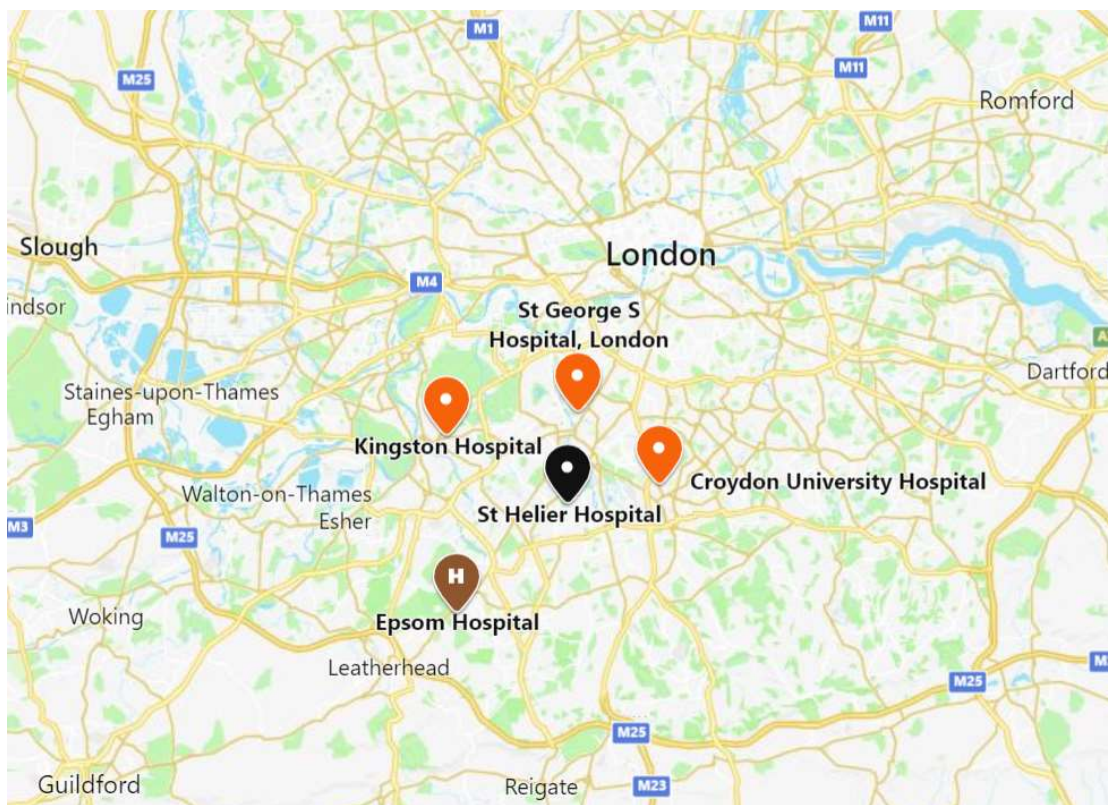 M1
M11
M25
M11
Romford
Slough
London
M4
ndsor
St George S
Hospital, London
Staines-upon-Thames
Egham
Dartford
Kingston Hospital
Croydon University Hospital
Walton-on-Thames
Esher
St Helier Hospital
M3
M25
H
Woking
Epsom Hospital
Leatherhead
M25
M25
Guildford
Reigate
M23